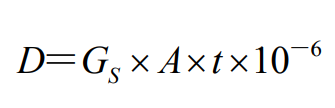 D=G_S × A×t×10^{-6}